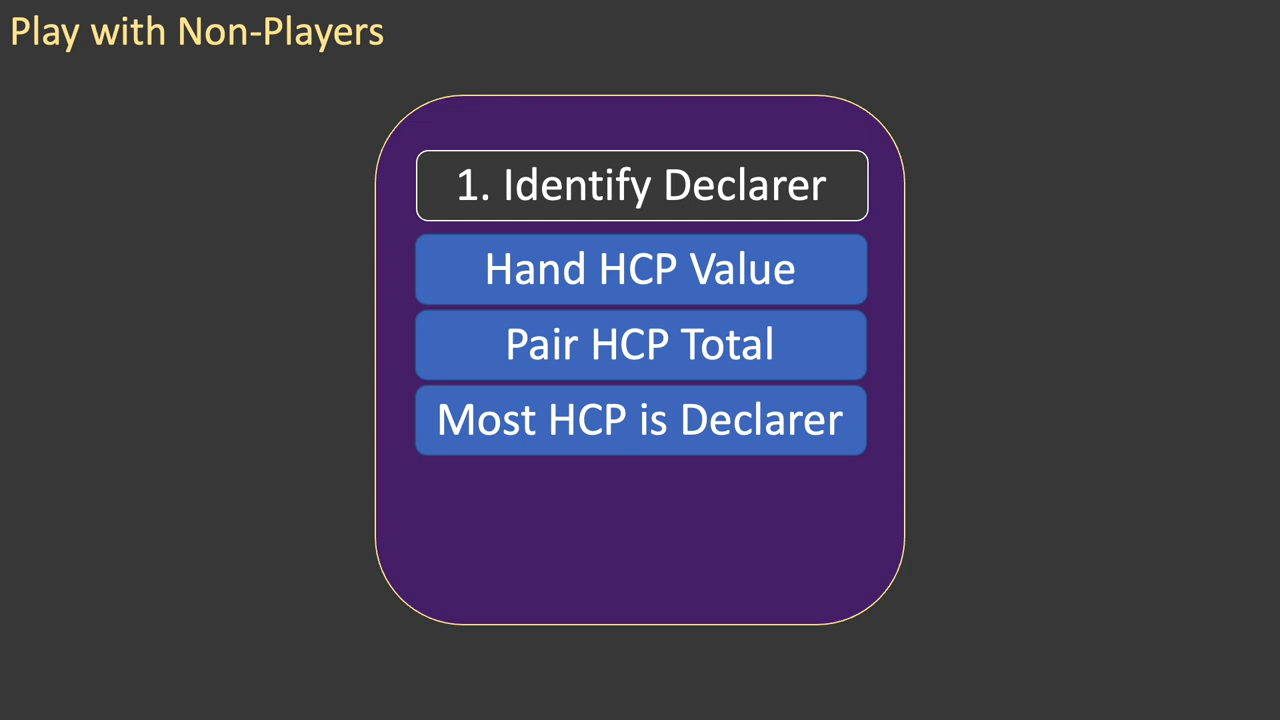 Play with Non-Players
1. Identify Declarer
Hand HCP Value
Pair HCP Total
Most HCP is Declarer